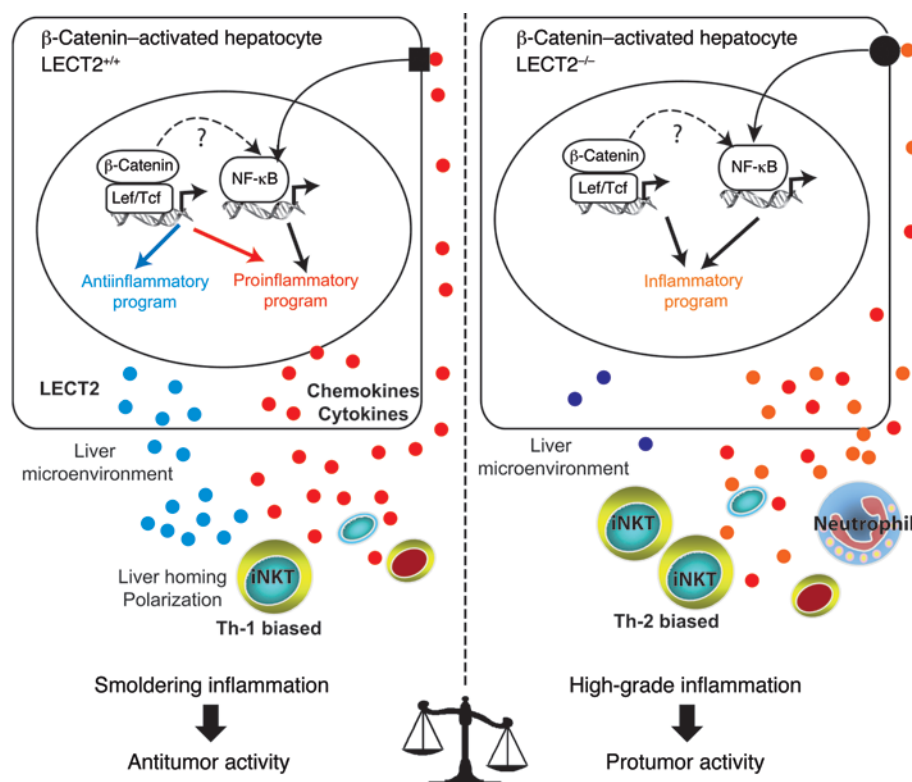 β-Catenin–activated hepatocyte
LECT2+/+
?
β-Catenin
Lef/Tcf
NF-κB
Antiinflammatory
program
Proinflammatory
program
LECT2
Chemokines
Cytokines
Liver
microenvironment
Liver homing
Polarization
iNKT
Th-1 biased
Smoldering inflammation
Antitumor activity
β-Catenin–activated hepatocyte
LECT2−/−
?
β-Catenin
Lef/Tcf
NF-κB
Inflammatory
program
Liver
microenvironment
iNKT
iNKT
Neutrophil
Th-2 biased
High-grade inflammation
Protumor activity